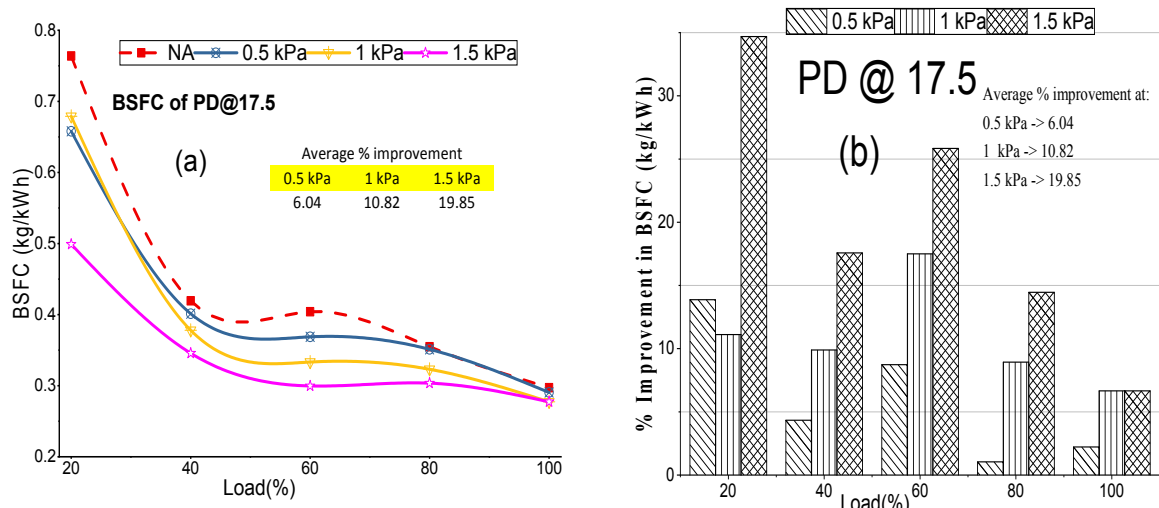 (a)
0.8
0.7
0.6
0.5
0.4
0.3
0.2
BSFC (kg/kWh)
NA 0.5 kPa 1 kPa 1.5 kPa
BSFC of PD@17.5
Average % improvement
0.5 kPa 1 kPa 1.5 kPa
6.04 10.82 19.85
20 40 60 80 100
Load(%)
0.5 kPa 1 kPa 1.5 kPa
PD @ 17.5
(b)
Average % improvement at:
0.5 kPa -> 6.04
1 kPa -> 10.82
1.5 kPa -> 19.85
% Improvement in BSFC (kg/kWh)
30
20
10
0
20 40 60 80 100
Load(%)